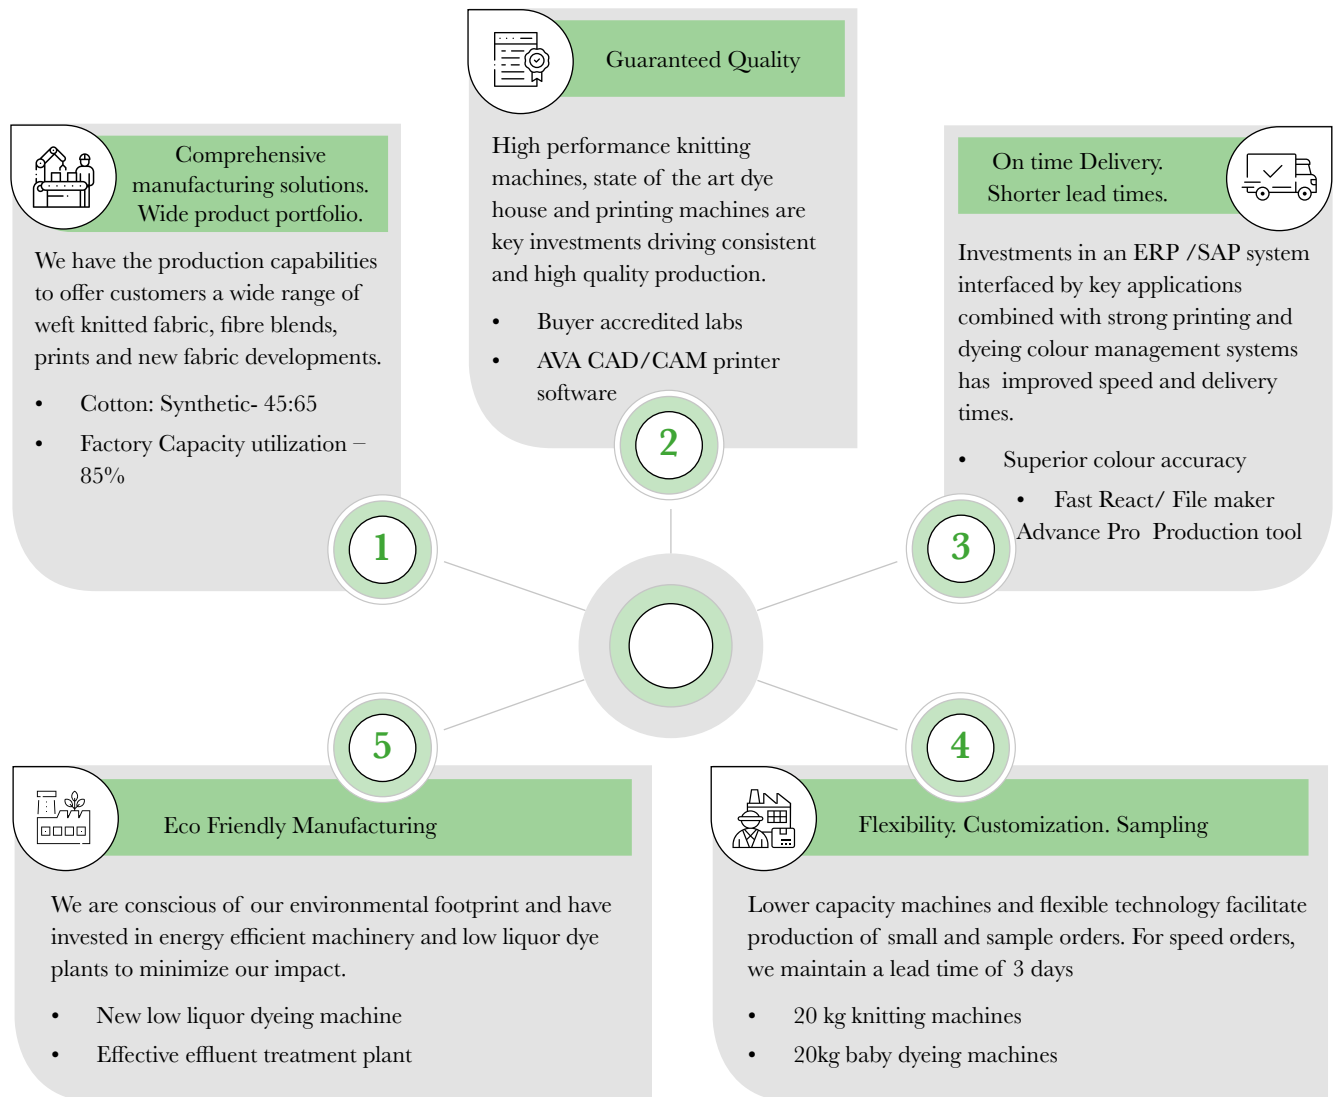 Comprehensive
manufacturing solutions.
Wide product portfolio.
We have the production capabilities
to offer customers a wide range of
weft knitted fabric, fibre blends,
prints and new fabric developments.
• Cotton: Synthetic- 45:65
• Factory Capacity utilization –
85%
1
Guaranteed Quality
High performance knitting
machines, state of the art dye
house and printing machines are
key investments driving consistent
and high quality production.
• Buyer accredited labs
• AVA CAD/CAM printer
software
2
On time Delivery.
Shorter lead times.
Investments in an ERP /SAP system
interfaced by key applications
combined with strong printing and
dyeing colour management systems
has improved speed and delivery
times.
• Superior colour accuracy
• Fast React/ File maker
Advance Pro Production tool
3
4
Flexibility. Customization. Sampling
Lower capacity machines and flexible technology facilitate
production of small and sample orders. For speed orders,
we maintain a lead time of 3 days
• 20 kg knitting machines
• 20kg baby dyeing machines
5
Eco Friendly Manufacturing
We are conscious of our environmental footprint and have
invested in energy efficient machinery and low liquor dye
plants to minimize our impact.
• New low liquor dyeing machine
• Effective effluent treatment plant